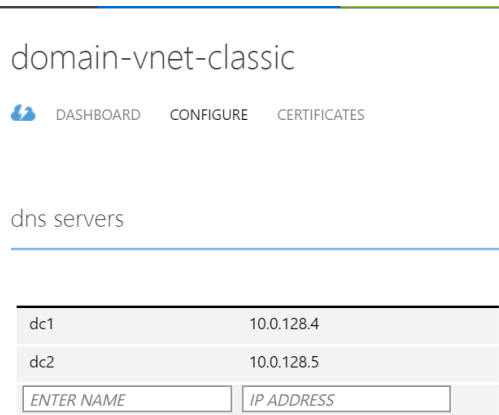 domain-vnet-classic
DASHBOARD CONFIGURE CERTIFICATES
dns servers
dc1 10.0.128.4
dc2 10.0.128.5
ENTER NAME IP ADDRESS